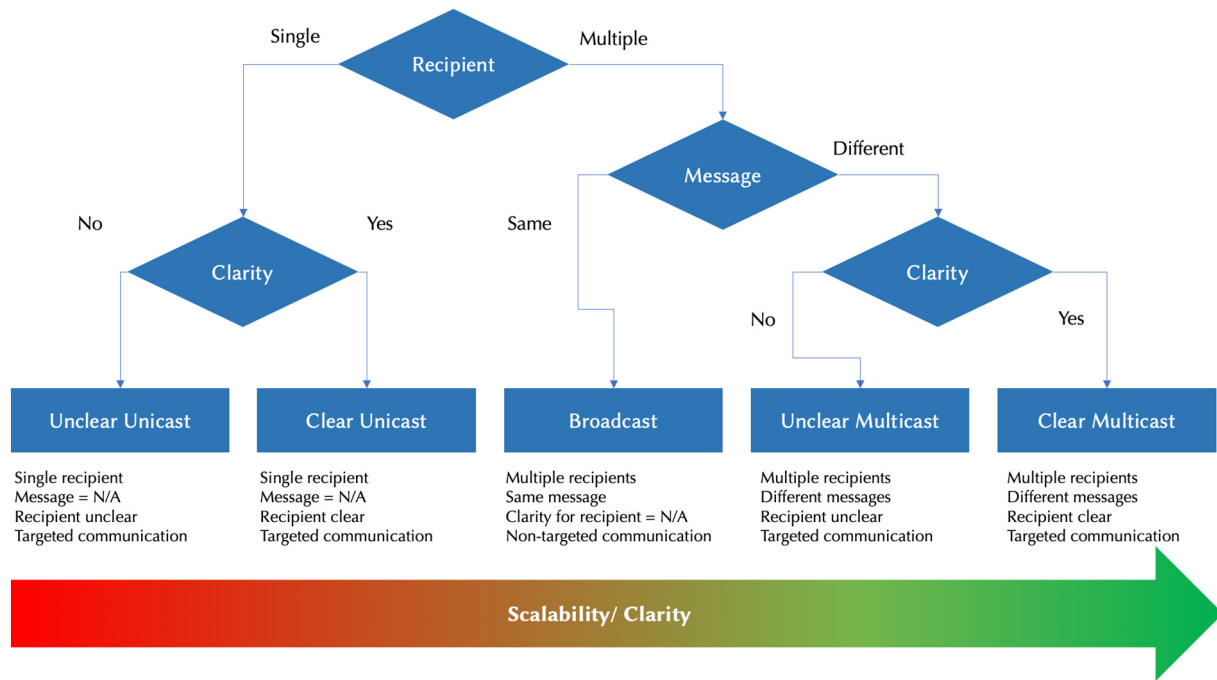 Single
Multiple
Recipient
Different
Message
No
Yes
Same
Clarity
Clarity
No
Yes
Unclear Unicast
Clear Unicast
Broadcast
Unclear Multicast
Clear Multicast
Single recipient
Message = N/A
Recipient unclear
Targeted communication
Single recipient
Message = N/A
Recipient clear
Targeted communication
Multiple recipients
Same message
Clarity for recipient = N/A
Non-targeted communication
Multiple recipients
Different messages
Recipient unclear
Targeted communication
Multiple recipients
Different messages
Recipient clear
Targeted communication
Scalability/ Clarity